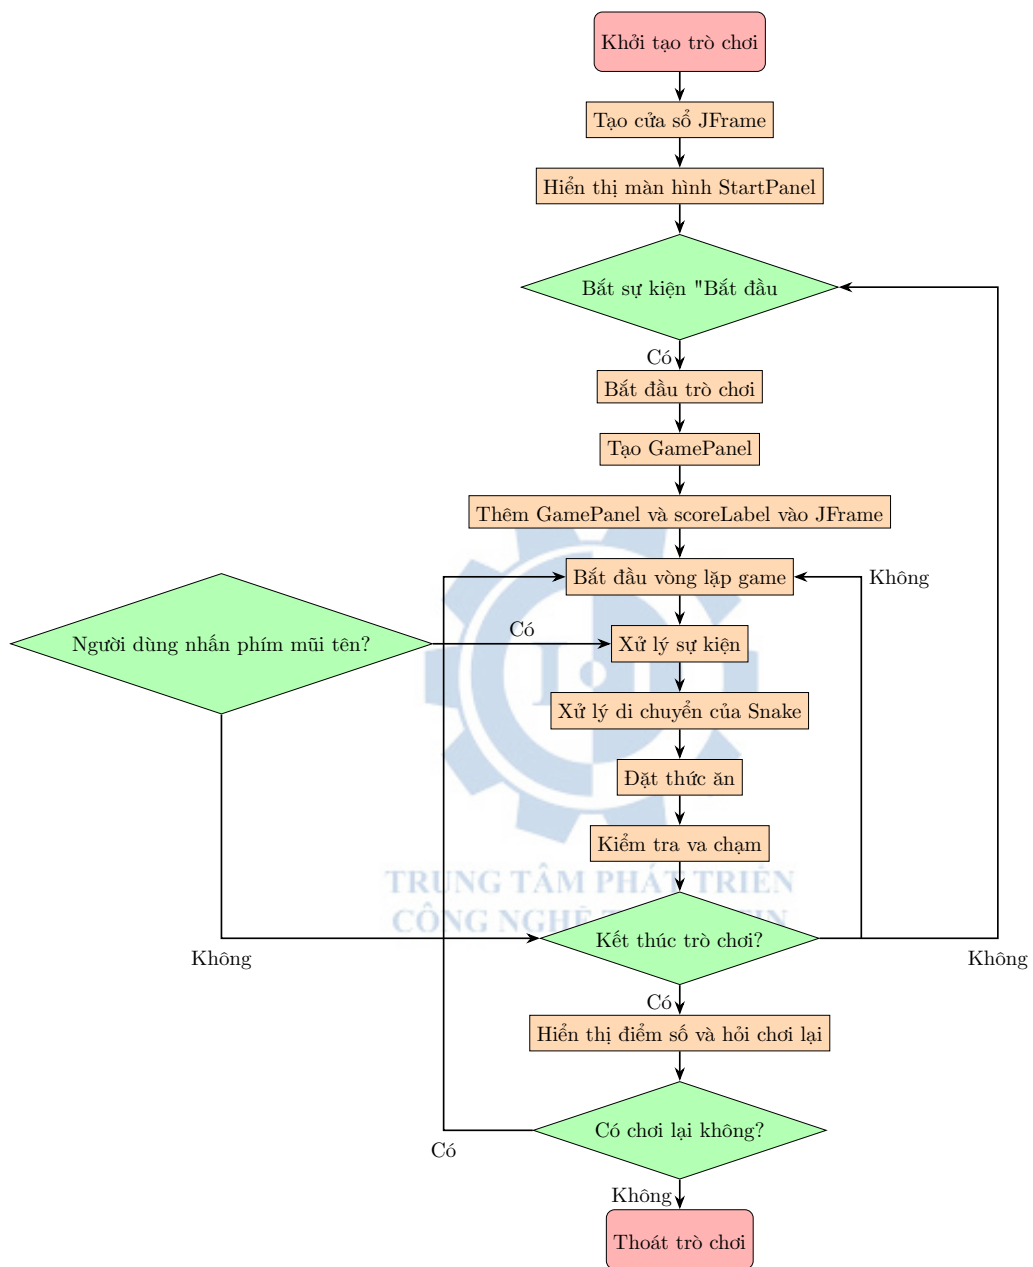 Khởi tạo trò chơi
Tạo cửa sổ JFrame
Hiển thị màn hình StartPanel
Bắt sự kiện "Bắt đầu
Có
Bắt đầu trò chơi
Tạo GamePanel
Thêm GamePanel và scoreLabel vào JFrame
Bắt đầu vòng lặp game
Không
Người dùng nhấn phím mũi tên?
Có
Xử lý sự kiện
Xử lý di chuyển của Snake
Đặt thức ăn
Kiểm tra va chạm
TRUNG TÂM PHÁT TRIỂN
CÔNG NGHỆ
Kết thúc trò chơi?
Không
Không
Có
Hiển thị điểm số và hỏi chơi lại
Có chơi lại không?
Có
Không
Thoát trò chơi